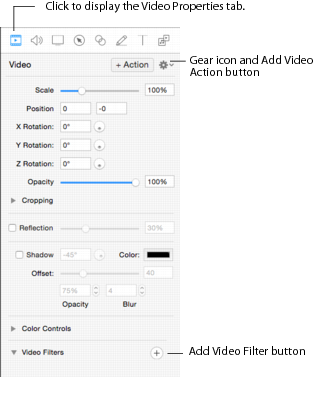 Click to display the Video Properties tab.
Video + Action
Gear icon and Add Video
Action button
Scale 100%
Position 0 -0
X Rotation: 0°
Y Rotation: 0°
Z Rotation: 0°
Opacity 100%
Cropping
Reflection 30%
Shadow -45° Color:
Offset: 40
75% 4
Opacity Blur
Color Controls
Video Filters
Add Video Filter button